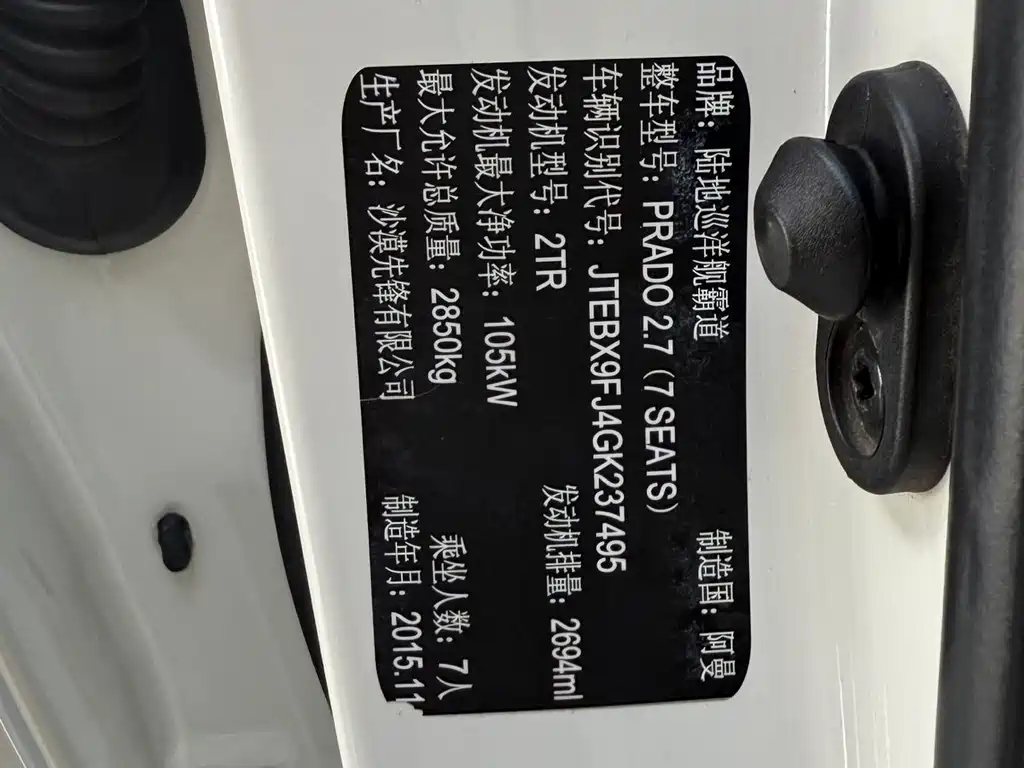 品牌：陆地巡洋舰霸道 制造国：阿曼
整车型号：PRADO 2.7（7 SEATS）
车辆识别代号：JTEBX9FJ4GK237495
发动机型号：2TR 发动机排量：2694ml
发动机最大净功率：105kW
最大允许总质量：2850kg 乘坐人数：7人
生产厂名：沙漠先锋有限公司 制造年月：2015.11